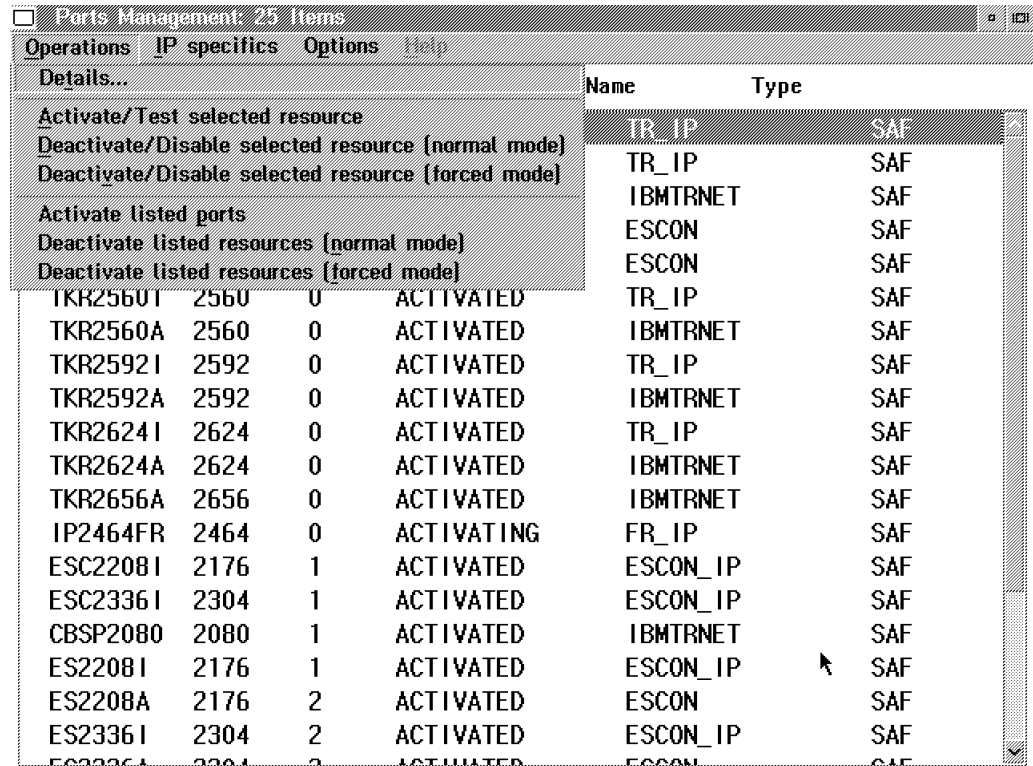 Ports Management: 25 Items
Operations IP specifics Options Help
Details...
Name Type
Activate/Test selected resource
TR_IP SAF
Deactivate/Disable selected resource (normal mode)
TR_IP SAF
Deactivate/Disable selected resource (forced mode)
IBMTRNET SAF
Activate listed ports
ESCON SAF
Deactivate listed resources (normal mode)
ESCON SAF
Deactivate listed resources (forced mode)
TKR2560I 2560 0 ACTIVATED TR_IP SAF
TKR2560A 2560 0 ACTIVATED IBMTRNET SAF
TKR2592I 2592 0 ACTIVATED TR_IP SAF
TKR2592A 2592 0 ACTIVATED IBMTRNET SAF
TKR2624I 2624 0 ACTIVATED TR_IP SAF
TKR2624A 2624 0 ACTIVATED IBMTRNET SAF
TKR2656A 2656 0 ACTIVATED IBMTRNET SAF
IP2464FR 2464 0 ACTIVATING FR_IP SAF
ESC2208I 2176 1 ACTIVATED ESCON_IP SAF
ESC2336I 2304 1 ACTIVATED ESCON_IP SAF
CBSP2080 2080 1 ACTIVATED IBMTRNET SAF
ES2208I 2176 1 ACTIVATED ESCON_IP SAF
ES2208A 2176 2 ACTIVATED ESCON SAF
ES2336I 2304 2 ACTIVATED ESCON_IP SAF
ES2336A 2304 2 ACTIVATED ESCON SAF